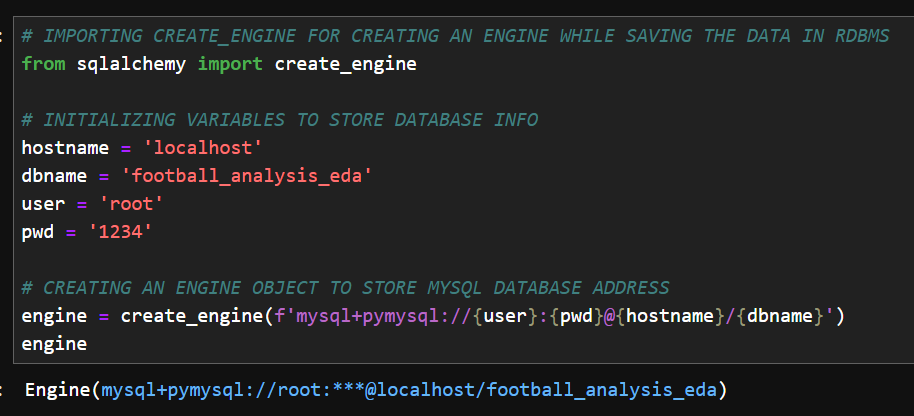 : # IMPORTING CREATE_ENGINE FOR CREATING AN ENGINE WHILE SAVING THE DATA IN RDBMS
from sqlalchemy import create_engine
# INITIALIZING VARIABLES TO STORE DATABASE INFO
hostname = 'localhost'
dbname = 'football_analysis_eda'
user = 'root'
pwd = '1234'
# CREATING AN ENGINE OBJECT TO STORE MYSQL DATABASE ADDRESS
engine = create_engine(f'mysql+pymysql://{user}:{pwd}@{hostname}/{dbname}')
engine
: Engine(mysql+pymysql://root:***@localhost/football_analysis_eda)